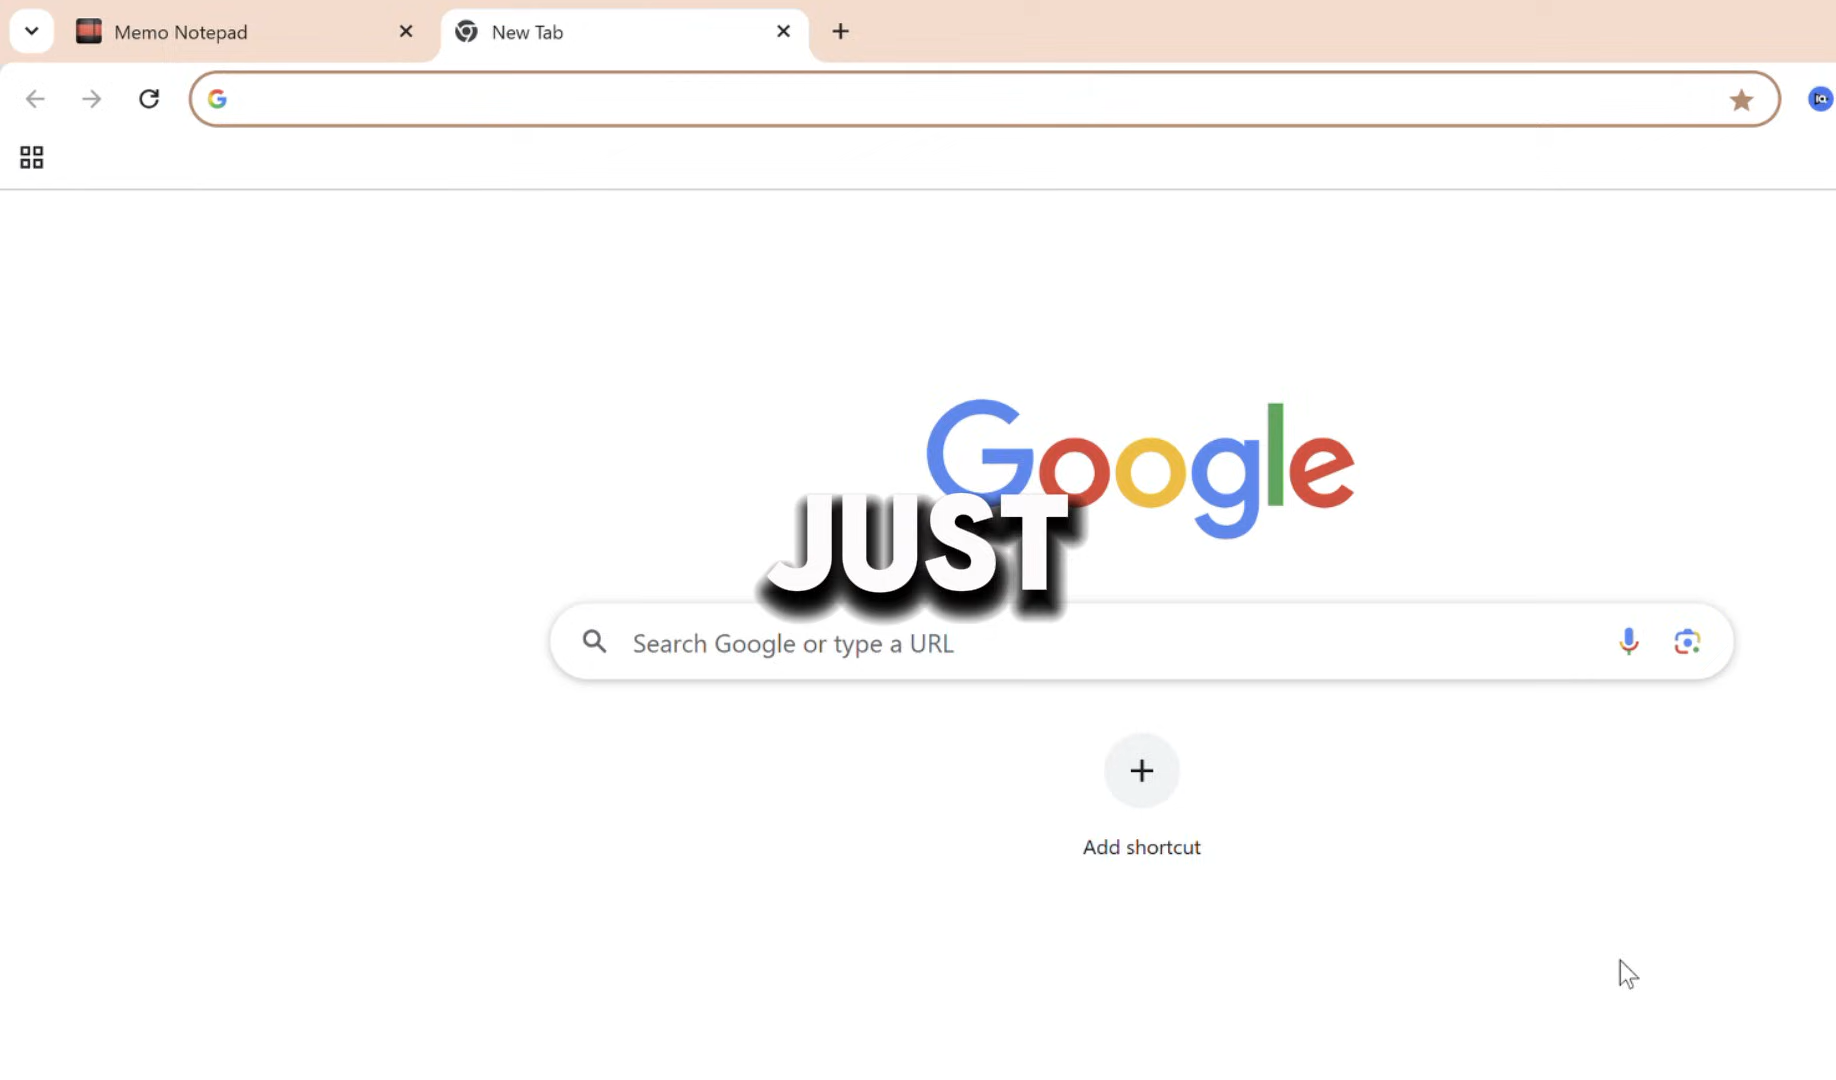 Memo Notepad
New Tab
Google
JUST
Search Google or type a URL
Add shortcut